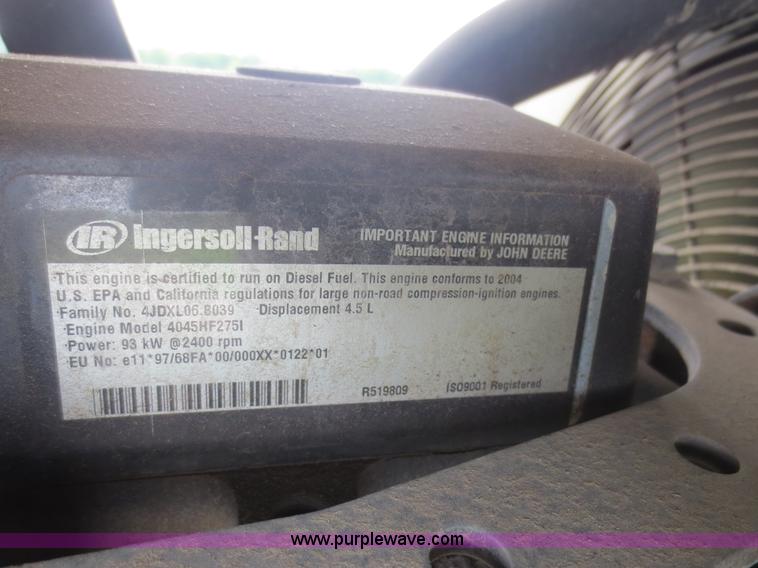 IR Ingersoll-Rand
IMPORTANT ENGINE INFORMATION
Manufactured by JOHN DEERE
This engine is certified to run on Diesel Fuel. This engine conforms to 2004
U.S. EPA and California regulations for large non-road compression-ignition engines.
Family No. 4JDXL06.8039 Displacement 4.5 L
Engine Model 4045HF275I
Power: 93 kW @2400 rpm
EU No: e11*97/68FA*00/000XX*0122*01
R519809 ISO9001 Registered
www.purplewave.com